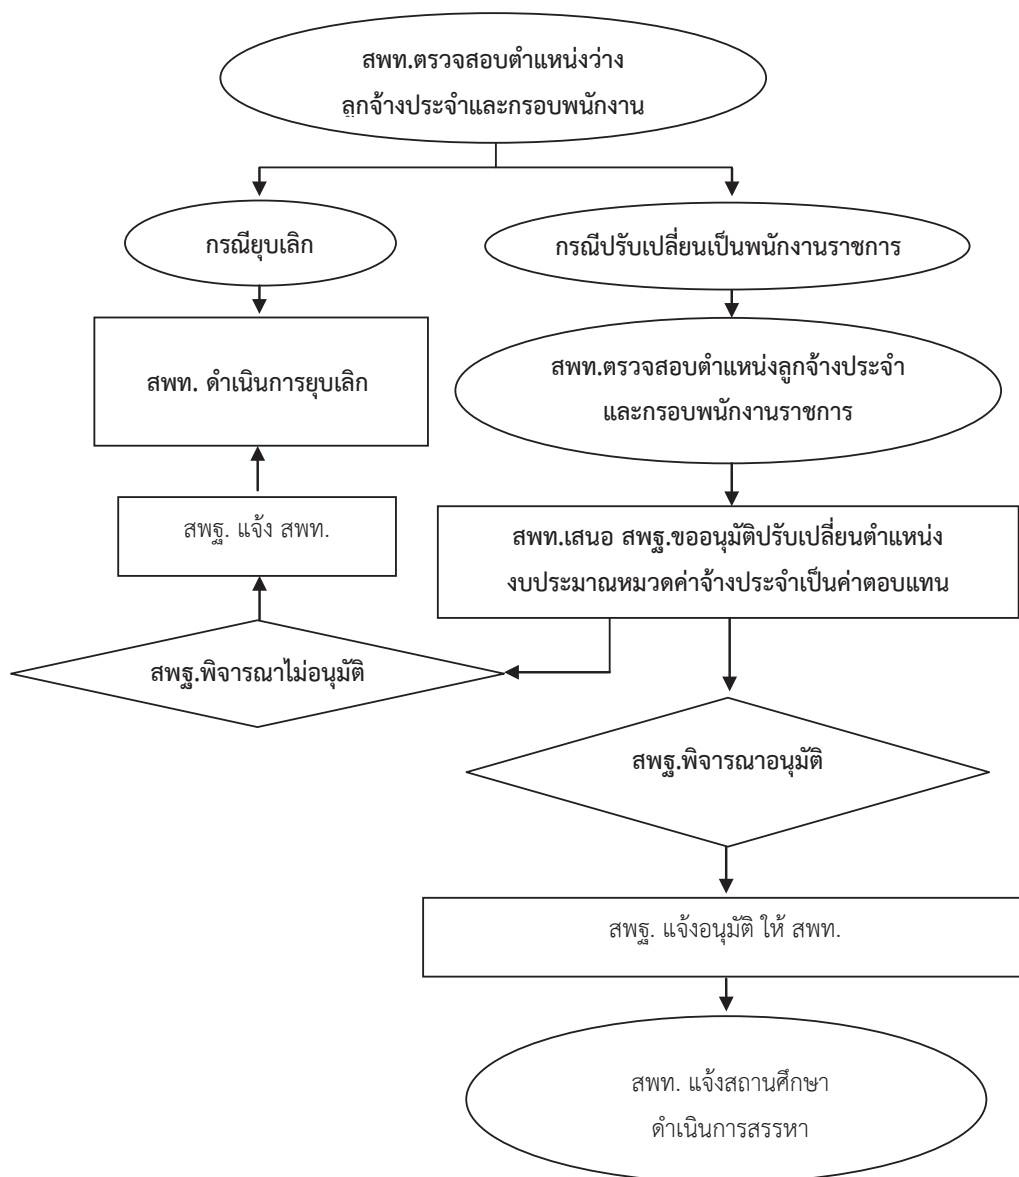 สพท.ตรวจสอบตำแหน่งว่าง
ลูกจ้างประจำและกรอบพนักงาน
กรณียุบเลิก
กรณีปรับเปลี่ยนเป็นพนักงานราชการ
สพท. ดำเนินการยุบเลิก
สพท.ตรวจสอบตำแหน่งลูกจ้างประจำ
และกรอบพนักงานราชการ
สพฐ. แจ้ง สพท.
สพท.เสนอ สพฐ.ขออนุมัติปรับเปลี่ยนตำแหน่ง
งบประมาณหมวดค่าจ้างประจำเป็นค่าตอบแทน
สพฐ.พิจารณาไม่อนุมัติ
สพฐ.พิจารณาอนุมัติ
สพฐ. แจ้งอนุมัติ ให้ สพท.
สพท. แจ้งสถานศึกษา
ดำเนินการสรรหา